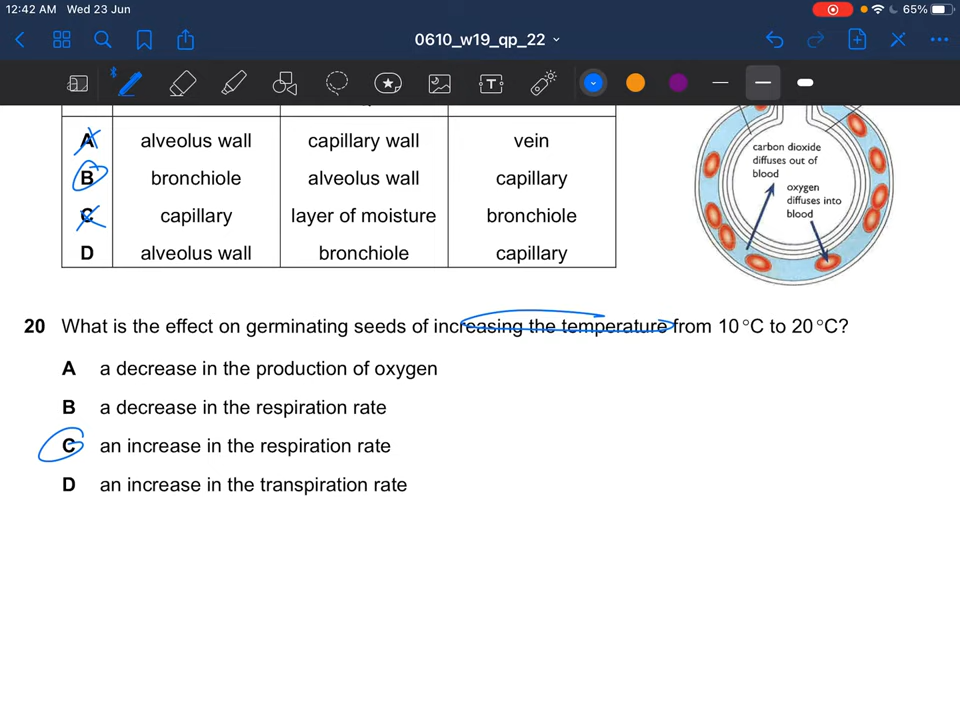 12:42 AM Wed 23 Jun
65%
0610_w19_qp_22
T
A alveolus wall capillary wall vein
B bronchiole alveolus wall capillary
C capillary layer of moisture bronchiole
D alveolus wall bronchiole capillary
carbon dioxide
diffuses out of
blood
oxygen
diffuses into
blood
20 What is the effect on germinating seeds of increasing the temperature from 10 °C to 20 °C?
A a decrease in the production of oxygen
B a decrease in the respiration rate
C an increase in the respiration rate
D an increase in the transpiration rate